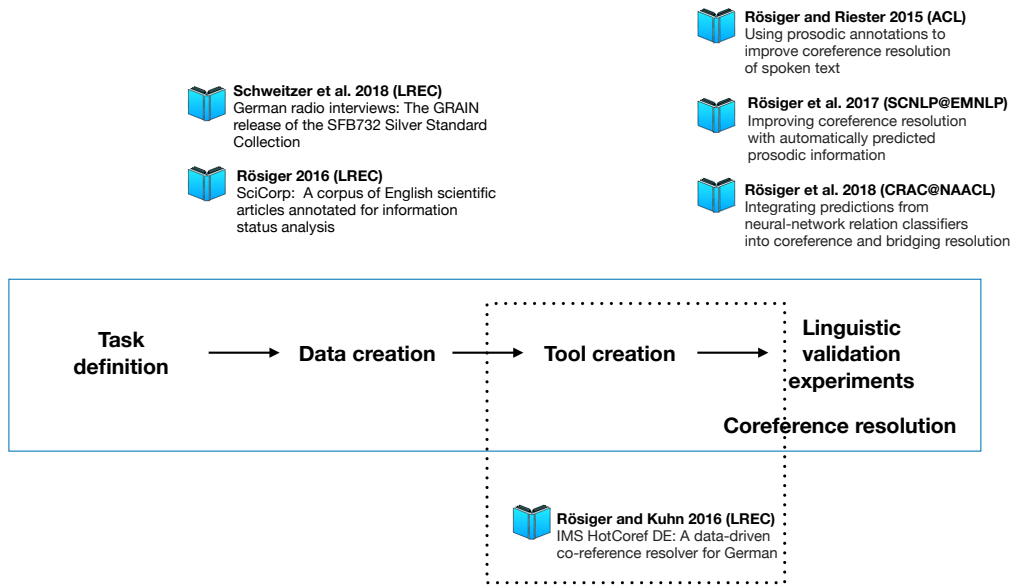 Rösiger and Riester 2015 (ACL)
Using prosodic annotations to
improve coreference resolution
of spoken text
Schweitzer et al. 2018 (LREC)
German radio interviews: The GRAIN
release of the SFB732 Silver Standard
Collection
Rösiger et al. 2017 (SCNLP@EMNLP)
Improving coreference resolution
with automatically predicted
prosodic information
Rösiger 2016 (LREC)
SciCorp: A corpus of English scientific
articles annotated for information
status analysis
Rösiger et al. 2018 (CRAC@NAACL)
Integrating predictions from
neural-network relation classifiers
into coreference and bridging resolution
Task
definition
Data creation
Tool creation
Linguistic
validation
experiments
Coreference resolution
Rösiger and Kuhn 2016 (LREC)
IMS HotCoref DE: A data-driven
co-reference resolver for German